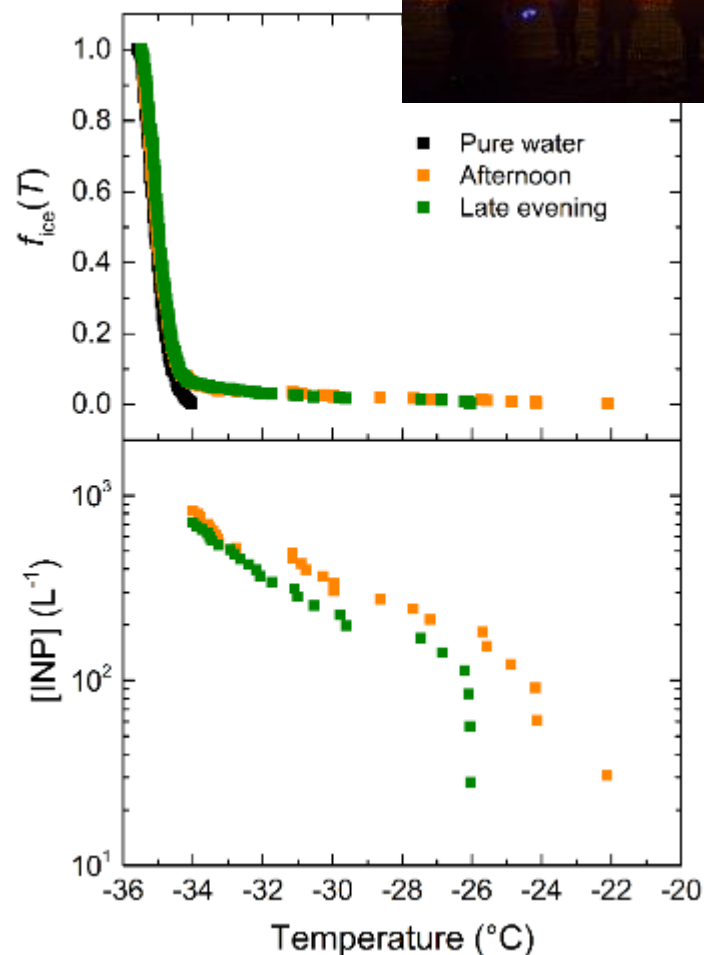 1.0
0.8
0.6
0.4
0.2
0.0
f_ice(T)
Pure water
Afternoon
Late evening
10³
10²
10¹
[INP] (L⁻¹)
-36 -34 -32 -30 -28 -26 -24 -22 -20
Temperature (°C)